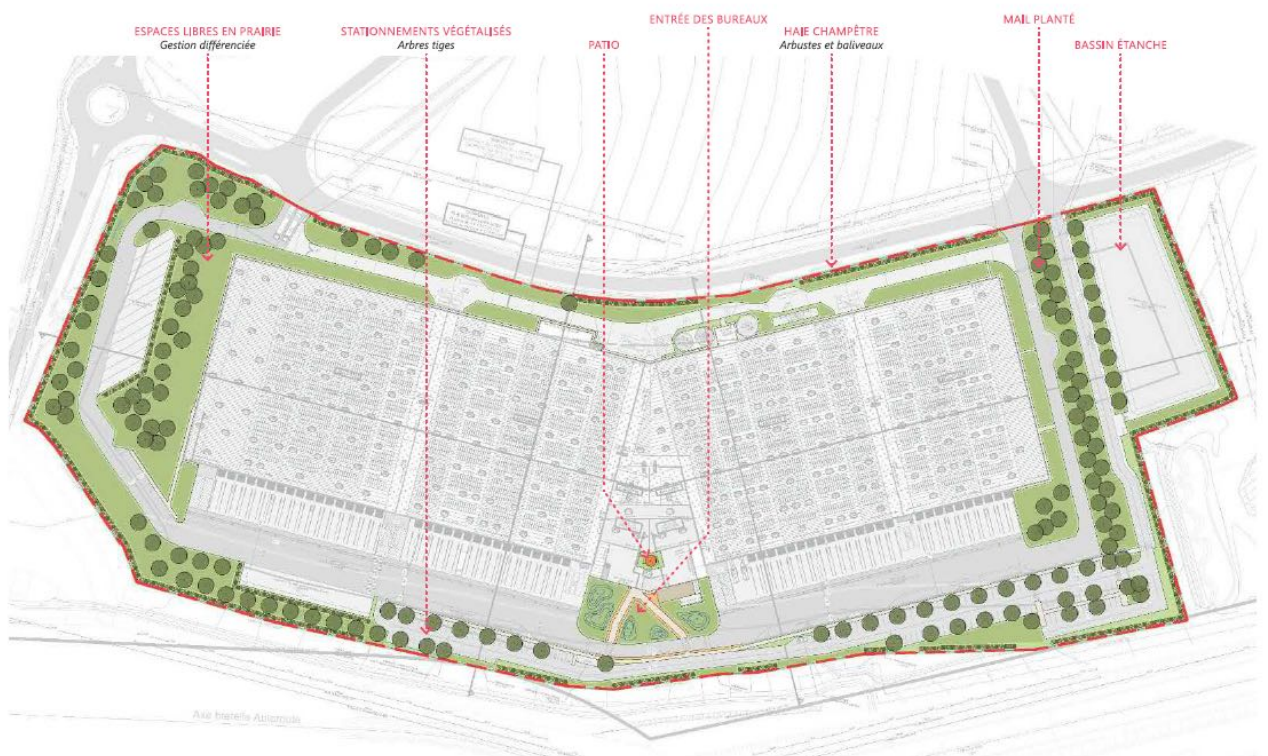 ESPACES LIBRES EN PRAIRIE
Gestion différenciée
STATIONNEMENTS VÉGÉTALISÉS
Arbres tiges
PATIO
ENTRÉE DES BUREAUX
HAIE CHAMPÊTRE
Arbustes et baliveaux
MAIL PLANTÉ
BASSIN ÉTANCHE
Axe bretelle Autoroute